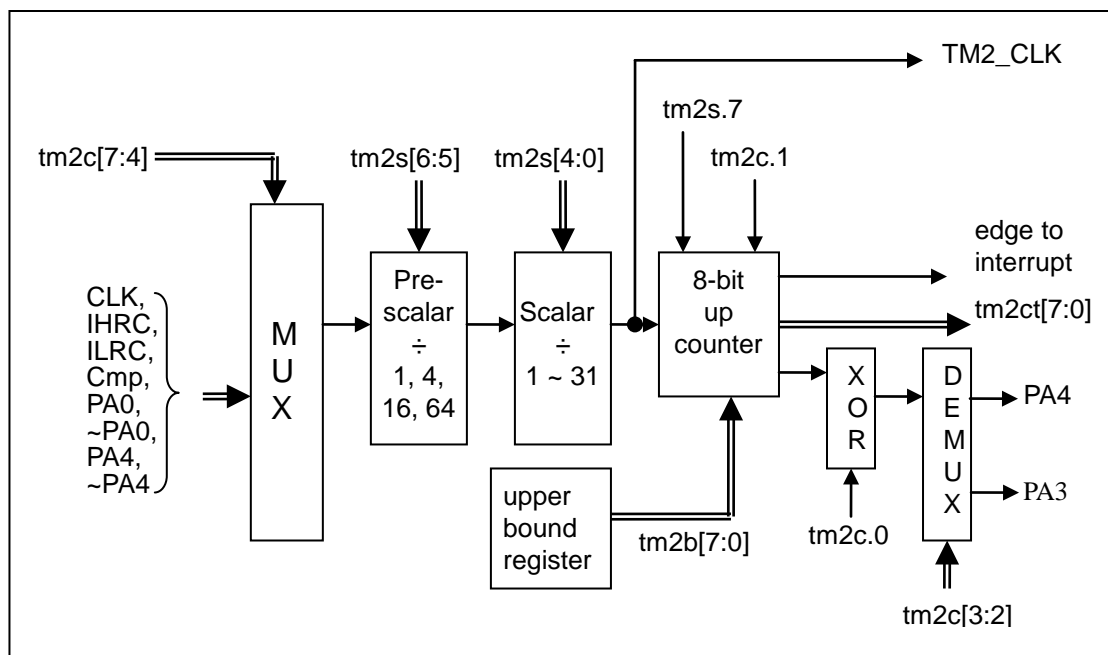 TM2_CLK
tm2s.7
tm2c[7:4]
tm2s[6:5]
tm2s[4:0]
tm2c.1
CLK,
IHRC,
ILRC,
Cmp,
PA0,
~PA0,
PA4,
~PA4
M
U
X
Pre-
scalar
÷
1, 4,
16, 64
Scalar
÷
1 ~ 31
8-bit
up
counter
edge to
interrupt
tm2ct[7:0]
X
O
R
D
E
M
U
X
PA4
PA3
upper
bound
register
tm2b[7:0]
tm2c.0
tm2c[3:2]